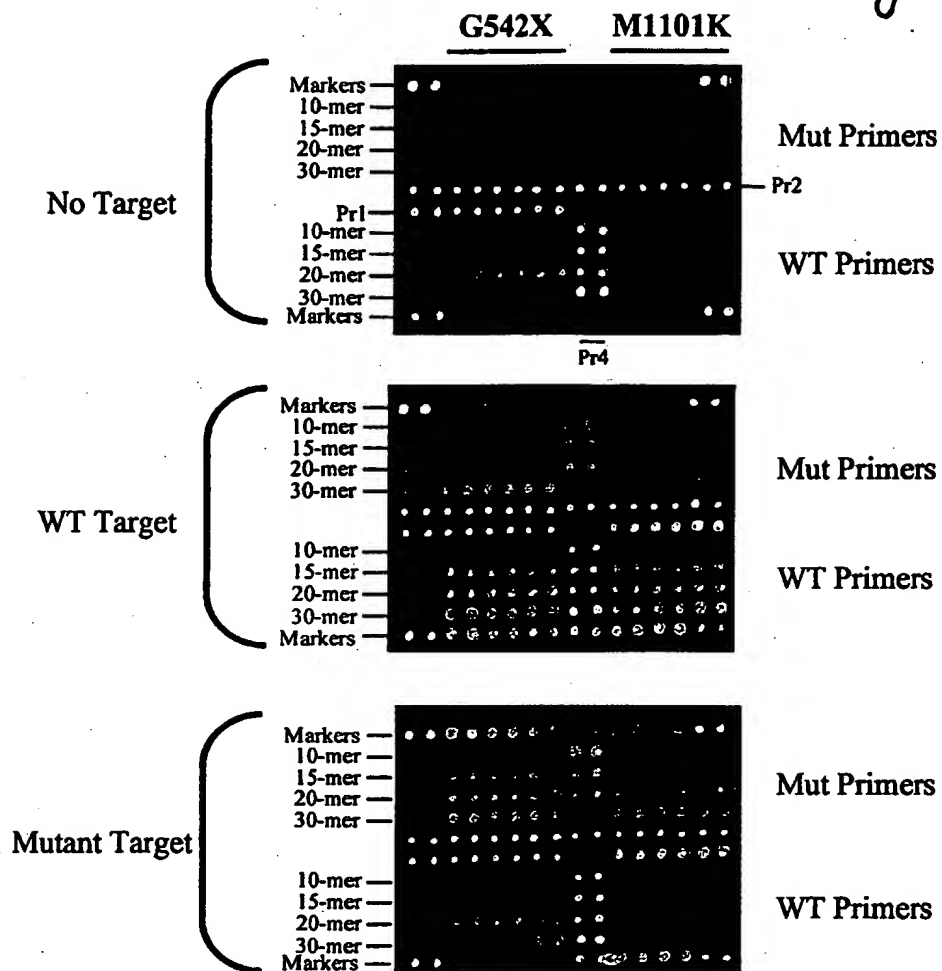 G542X M1101K
Markers
10-mer
15-mer
20-mer
30-mer
Mut Primers
Pr2
No Target
Pr1
10-mer
15-mer
20-mer
30-mer
Markers
WT Primers
Pr4
Markers
10-mer
15-mer
20-mer
30-mer
Mut Primers
WT Target
10-mer
15-mer
20-mer
30-mer
Markers
WT Primers
Markers
10-mer
15-mer
20-mer
30-mer
Mut Primers
Mutant Target
10-mer
15-mer
20-mer
30-mer
Markers
WT Primers